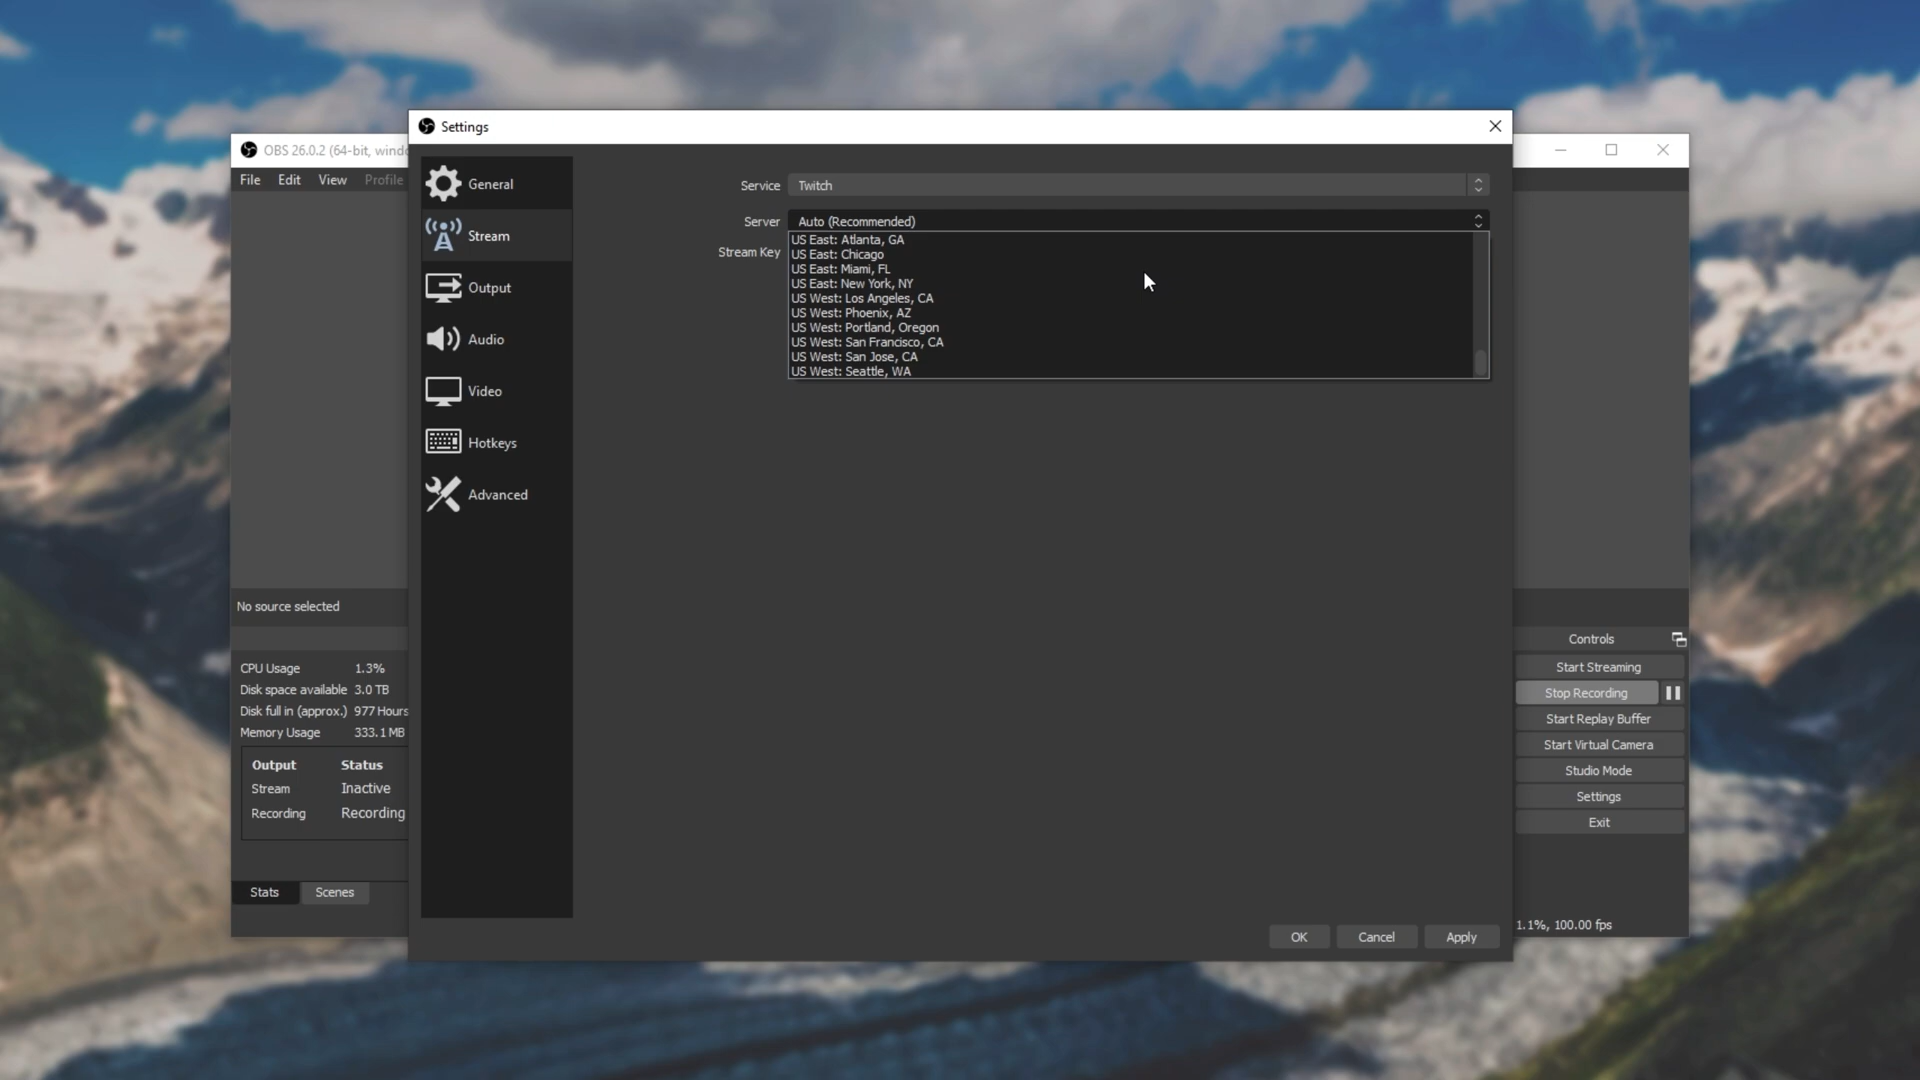 Settings
OBS 26.0.2 (64-bit, windo
File Edit View Profile
General
Stream
Output
Audio
Video
Hotkeys
Advanced
Service Twitch
Server Auto (Recommended)
Stream Key
US East: Atlanta, GA
US East: Chicago
US East: Miami, FL
US East: New York, NY
US West: Los Angeles, CA
US West: Phoenix, AZ
US West: Portland, Oregon
US West: San Francisco, CA
US West: San Jose, CA
US West: Seattle, WA
No source selected
CPU Usage 1.3%
Disk space available 3.0 TB
Disk full in (approx.) 977 Hours
Memory Usage 333.1 MB
Output Status
Stream Inactive
Recording Recording
Stats Scenes
Controls
Start Streaming
Stop Recording
Start Replay Buffer
Start Virtual Camera
Studio Mode
Settings
Exit
1.1%, 100.00 fps
OK Cancel Apply